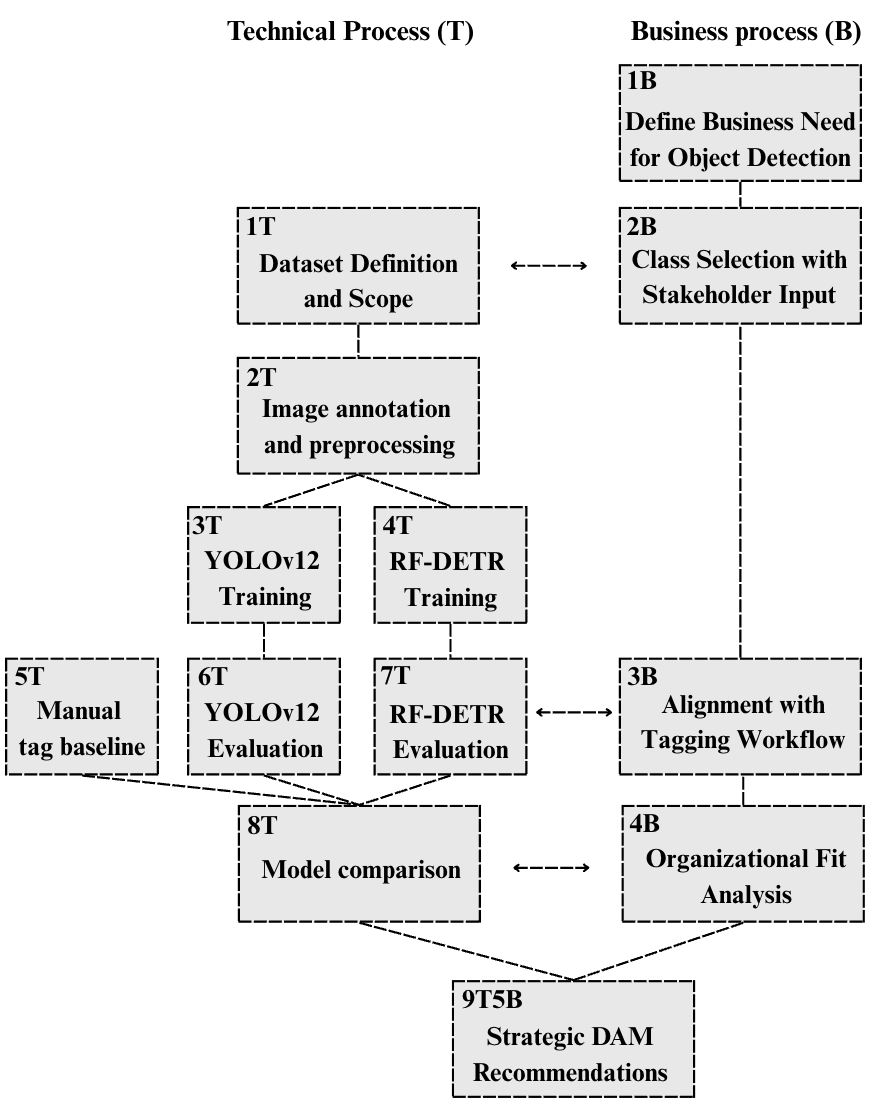 Technical Process (T)
Business process (B)
1B
Define Business Need
for Object Detection
1T
Dataset Definition
and Scope
2B
Class Selection with
Stakeholder Input
2T
Image annotation
and preprocessing
3T
YOLOv12
Training
4T
RF-DETR
Training
5T
Manual
tag baseline
6T
YOLOv12
Evaluation
7T
RF-DETR
Evaluation
3B
Alignment with
Tagging Workflow
8T
Model comparison
4B
Organizational Fit
Analysis
9T5B
Strategic DAM
Recommendations